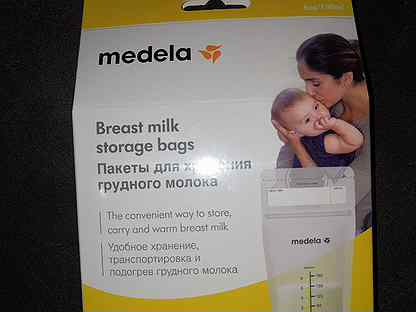 medela
Breast milk
storage bags
Пакеты для хранения
грудного молока
The convenient way to store,
carry and warm breast milk
Удобное хранение,
транспортировка и
подогрев грудного молока
medela